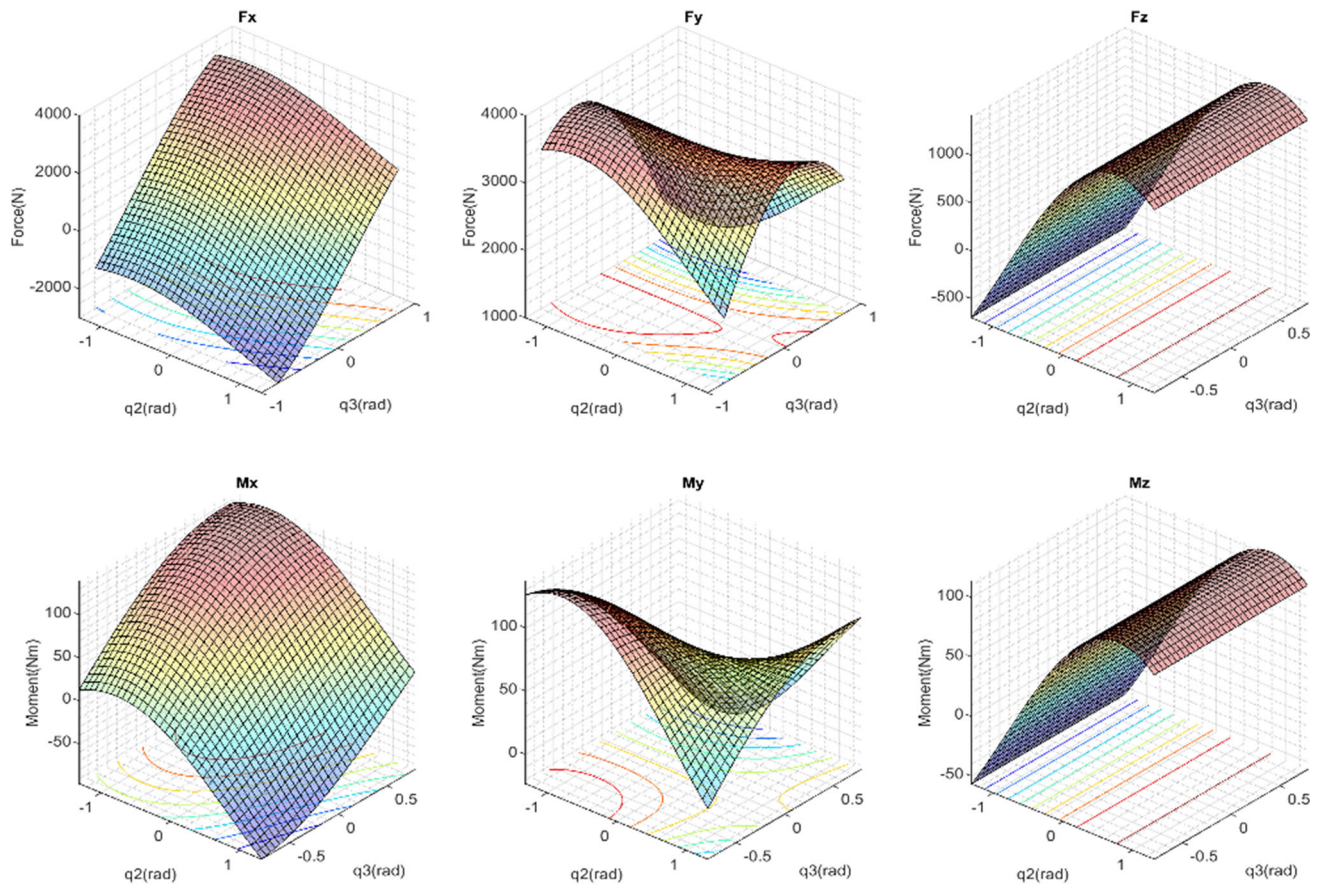 Fx
4000
2000
0
-2000
Force(N)
-1
0
1
q2(rad)
-1
0
1
q3(rad)
Fy
4000
3000
2000
1000
Force(N)
-1
0
1
q2(rad)
-1
0
1
q3(rad)
Fz
1000
500
0
-500
Force(N)
-1
0
1
q2(rad)
-0.5
0
0.5
q3(rad)
Mx
100
50
0
-50
Moment(Nm)
-1
0
1
q2(rad)
-0.5
0
0.5
q3(rad)
My
100
50
0
Moment(Nm)
-1
0
1
q2(rad)
-0.5
0
0.5
q3(rad)
Mz
100
50
0
-50
Moment(Nm)
-1
0
1
q2(rad)
-0.5
0
0.5
q3(rad)